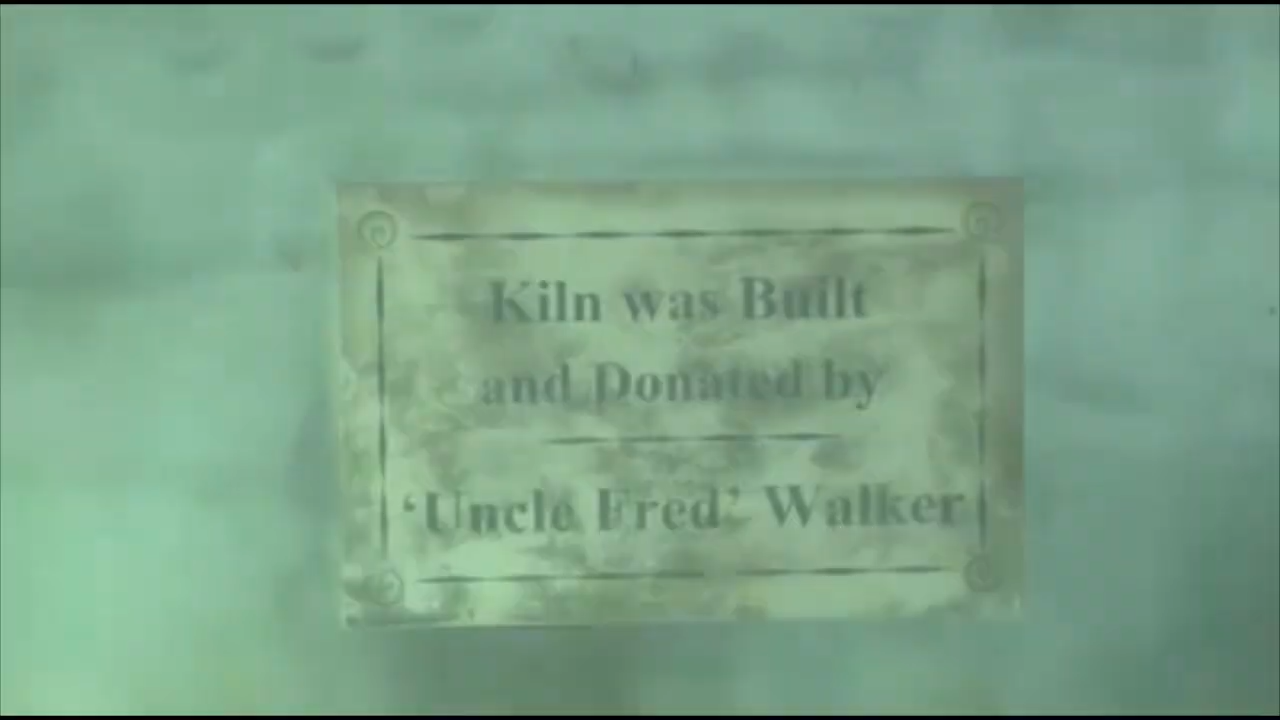 Kiln was Built
and Donated by
‘Uncle Fred’ Walker